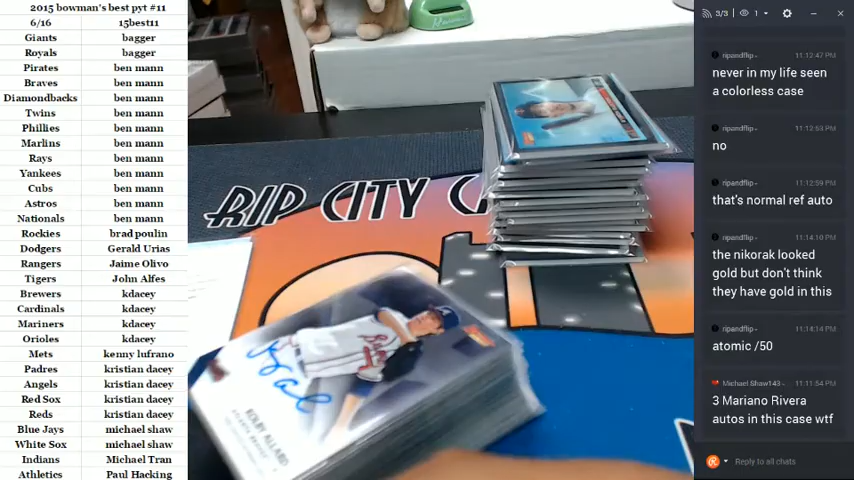 2015 bowman's best pyt #11
6/16 15best11
Giants bagger
Royals bagger
Pirates ben mann
Braves ben mann
Diamondbacks ben mann
Twins ben mann
Phillies ben mann
Marlins ben mann
Rays ben mann
Yankees ben mann
Cubs ben mann
Astros ben mann
Nationals ben mann
Rockies brad poulin
Dodgers Gerald Urias
Rangers Jaime Olivo
Tigers John Alfes
Brewers kdacey
Cardinals kdacey
Mariners kdacey
Orioles kdacey
Mets kenny lufrano
Padres kristian dacey
Angels kristian dacey
Red Sox kristian dacey
Reds kristian dacey
Blue Jays michael shaw
White Sox michael shaw
Indians Michael Tran
Athletics Paul Hacking
RIP CITY C
KOLBY ALLARD
3/3 1
ripandflip- 11:12:47 PM
never in my life seen
a colorless case
ripandflip- 11:12:53 PM
no
ripandflip- 11:12:59 PM
that's normal ref auto
ripandflip- 11:14:10 PM
the nikorak looked
gold but don't think
they have gold in this
ripandflip- 11:14:14 PM
atomic /50
Michael Shaw143- 11:11:54 PM
3 Mariano Rivera
autos in this case wtf
Reply to all chats